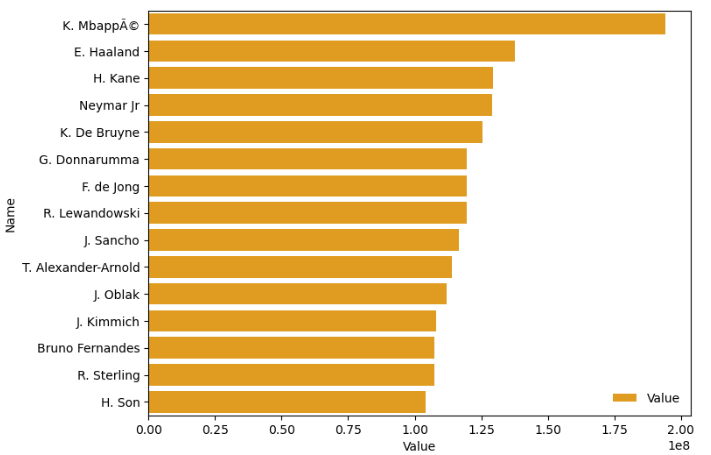 K. MbappÃ©
E. Haaland
H. Kane
Neymar Jr
K. De Bruyne
G. Donnarumma
F. de Jong
R. Lewandowski
J. Sancho
T. Alexander-Arnold
J. Oblak
J. Kimmich
Bruno Fernandes
R. Sterling
H. Son
Name
Value
0.00 0.25 0.50 0.75 1.00 1.25 1.50 1.75 2.00
Value
1e8